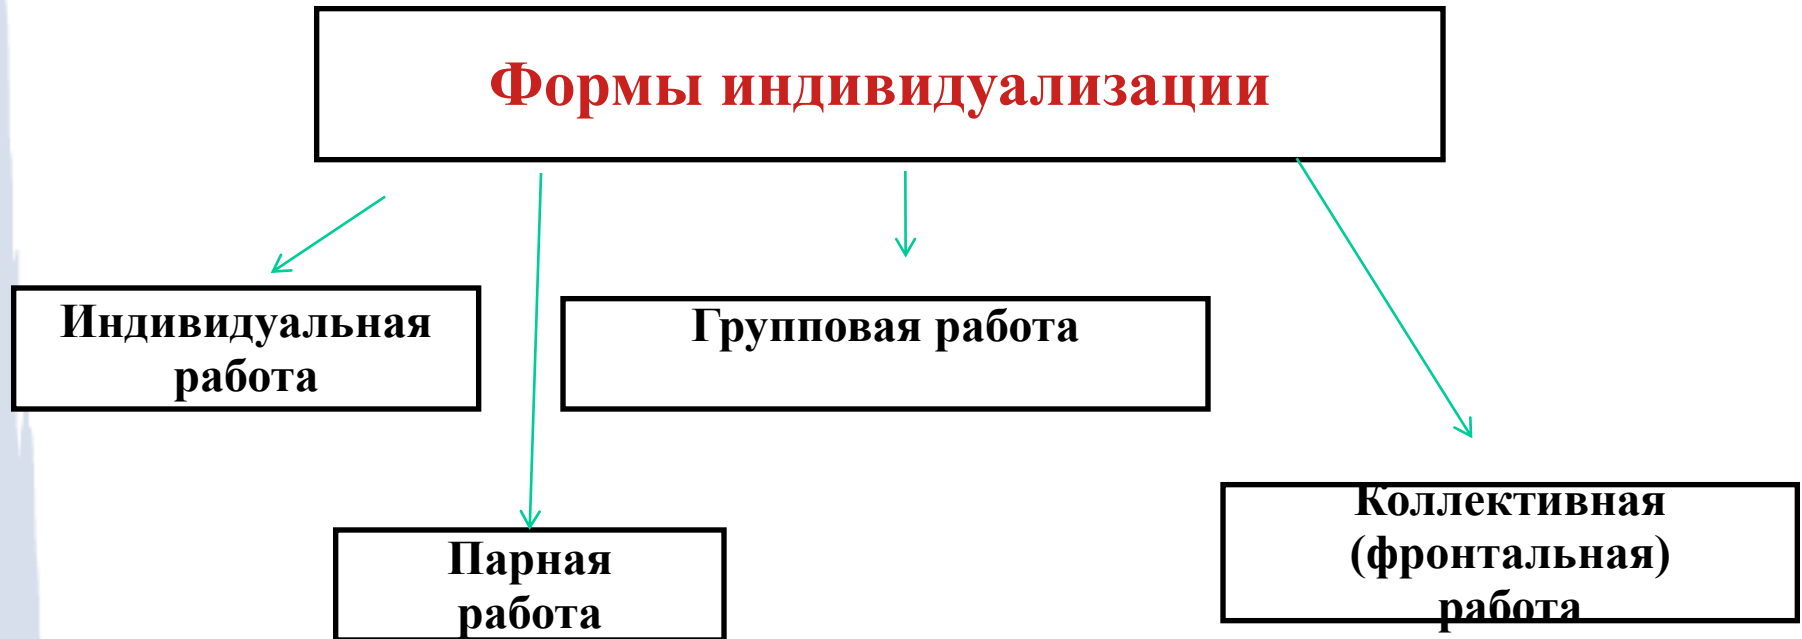 Формы индивидуализации
Индивидуальная
работа
Групповая работа
Парная
работа
Коллективная
(фронтальная)
работа